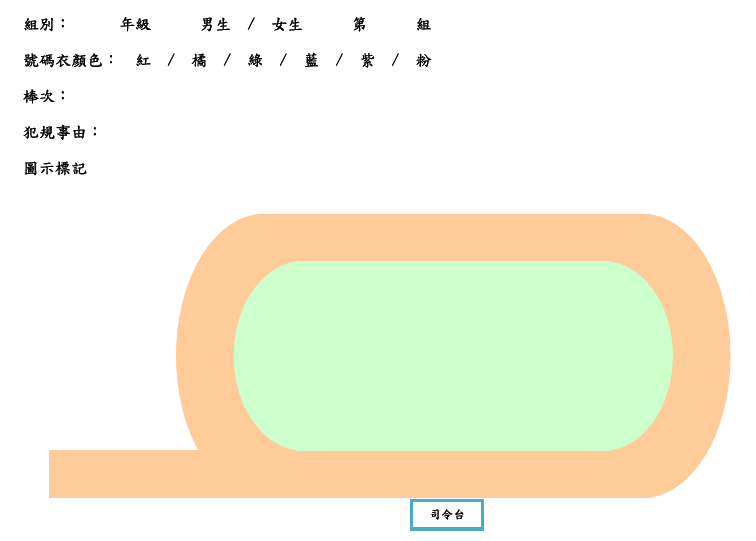 組別：　　　年級　　　男生　/　女生　　　第　　　組
號碼衣顏色：　紅　/　橘　/　綠　/　藍　/　紫　/　粉
棒次：
犯規事由：
圖示標記
司令台